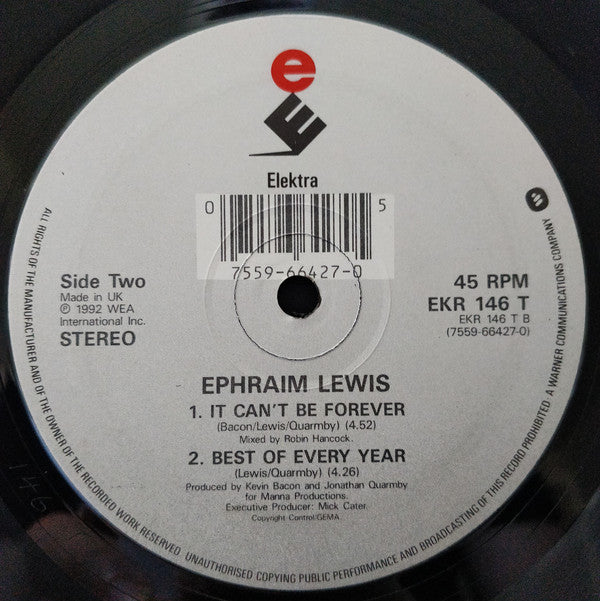 e
E
Elektra
0 5
7559-66427-0
Side Two
Made in UK
℗ 1992 WEA
International Inc.
STEREO
45 RPM
EKR 146 T
EKR 146 T B
(7559-66427-0)
EPHRAIM LEWIS
1. IT CAN'T BE FOREVER
(Bacon/Lewis/Quarmby) (4.52)
Mixed by Robin Hancock.
2. BEST OF EVERY YEAR
(Lewis/Quarmby) (4.26)
Produced by Kevin Bacon and Jonathan Quarmby
for Manna Productions.
Executive Producer: Mick Cater.
Copyright Control/GEMA.
ALL RIGHTS OF THE MANUFACTURER AND OF THE OWNER OF THE RECORDED WORK RESERVED UNAUTHORISED COPYING PUBLIC PERFORMANCE AND BROADCASTING OF THIS RECORD PROHIBITED A WARNER COMMUNICATIONS COMPANY
146